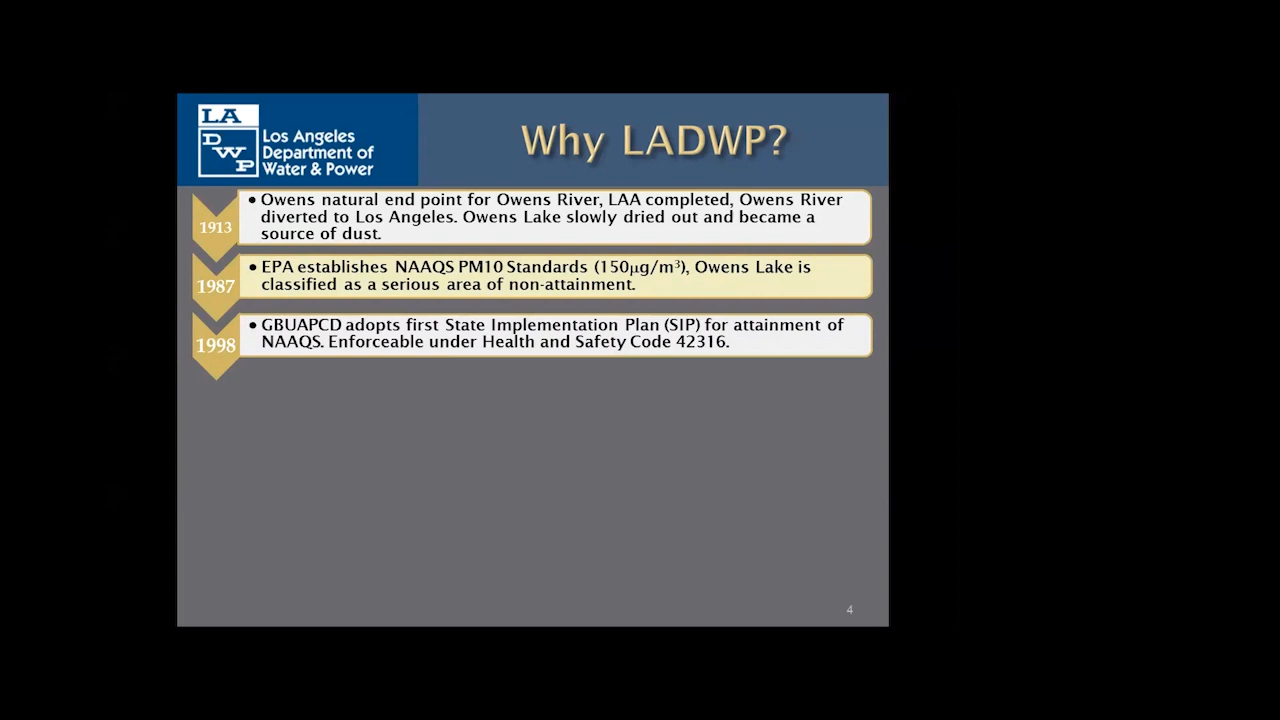 LA
DWP
Los Angeles
Department of
Water & Power
Why LADWP?
1913
• Owens natural end point for Owens River, LAA completed, Owens River
diverted to Los Angeles. Owens Lake slowly dried out and became a
source of dust.
1987
• EPA establishes NAAQS PM10 Standards (150µg/m³), Owens Lake is
classified as a serious area of non-attainment.
1998
• GBUAPCD adopts first State Implementation Plan (SIP) for attainment of
NAAQS. Enforceable under Health and Safety Code 42316.
4